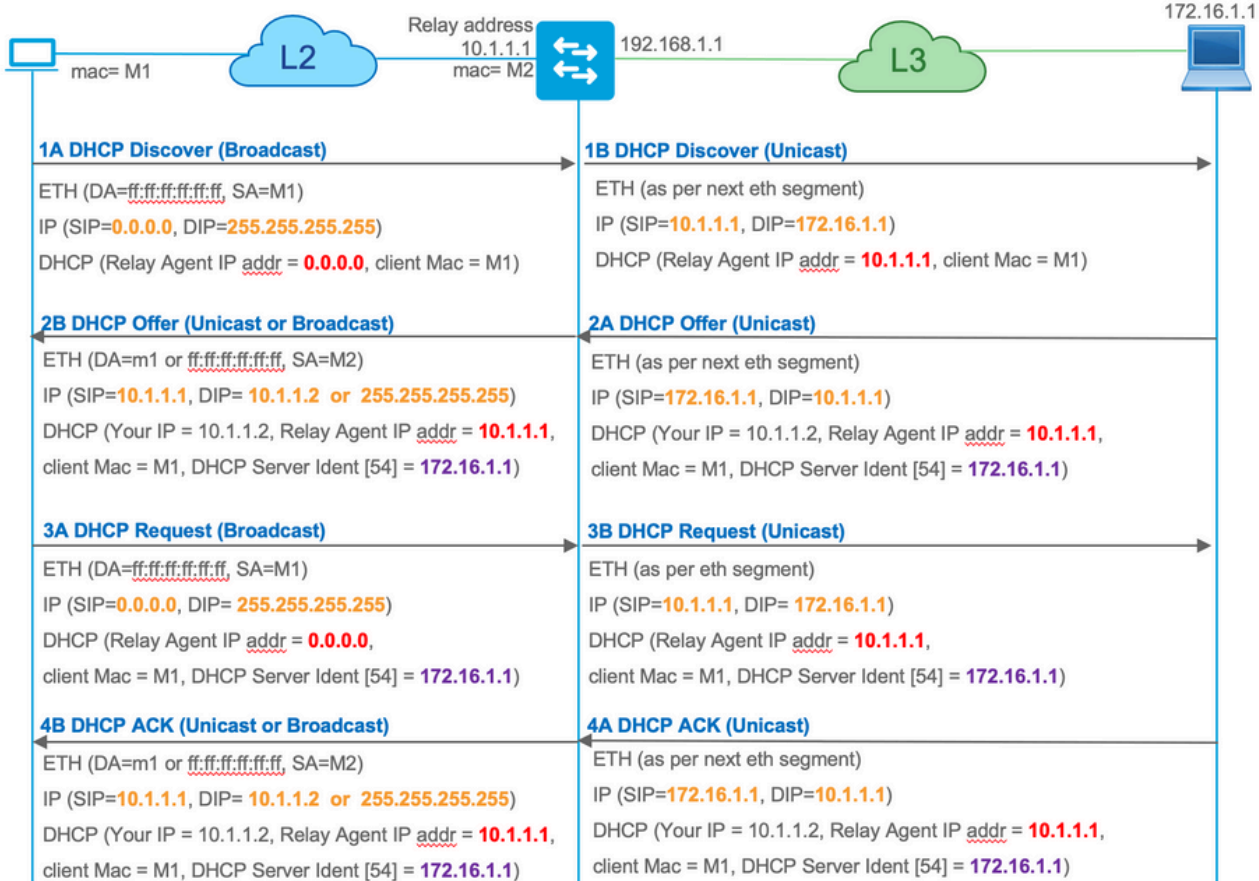 172.16.1.1
Relay address
10.1.1.1
192.168.1.1
mac= M1
mac= M2
L2
L3
1A DHCP Discover (Broadcast)
ETH (DA=ff:ff:ff:ff:ff:ff, SA=M1)
IP (SIP=0.0.0.0, DIP=255.255.255.255)
DHCP (Relay Agent IP addr = 0.0.0.0, client Mac = M1)
1B DHCP Discover (Unicast)
ETH (as per next eth segment)
IP (SIP=10.1.1.1, DIP=172.16.1.1)
DHCP (Relay Agent IP addr = 10.1.1.1, client Mac = M1)
2B DHCP Offer (Unicast or Broadcast)
ETH (DA=m1 or ff:ff:ff:ff:ff:ff, SA=M2)
IP (SIP=10.1.1.1, DIP= 10.1.1.2 or 255.255.255.255)
DHCP (Your IP = 10.1.1.2, Relay Agent IP addr = 10.1.1.1,
client Mac = M1, DHCP Server Ident [54] = 172.16.1.1)
2A DHCP Offer (Unicast)
ETH (as per next eth segment)
IP (SIP=172.16.1.1, DIP=10.1.1.1)
DHCP (Your IP = 10.1.1.2, Relay Agent IP addr = 10.1.1.1,
client Mac = M1, DHCP Server Ident [54] = 172.16.1.1)
3A DHCP Request (Broadcast)
ETH (DA=ff:ff:ff:ff:ff:ff, SA=M1)
IP (SIP=0.0.0.0, DIP= 255.255.255.255)
DHCP (Relay Agent IP addr = 0.0.0.0,
client Mac = M1, DHCP Server Ident [54] = 172.16.1.1)
3B DHCP Request (Unicast)
ETH (as per eth segment)
IP (SIP=10.1.1.1, DIP= 172.16.1.1)
DHCP (Relay Agent IP addr = 10.1.1.1,
client Mac = M1, DHCP Server Ident [54] = 172.16.1.1)
4B DHCP ACK (Unicast or Broadcast)
ETH (DA=m1 or ff:ff:ff:ff:ff:ff, SA=M2)
IP (SIP=10.1.1.1, DIP= 10.1.1.2 or 255.255.255.255)
DHCP (Your IP = 10.1.1.2, Relay Agent IP addr = 10.1.1.1,
client Mac = M1, DHCP Server Ident [54] = 172.16.1.1)
4A DHCP ACK (Unicast)
ETH (as per next eth segment)
IP (SIP=172.16.1.1, DIP=10.1.1.1)
DHCP (Your IP = 10.1.1.2, Relay Agent IP addr = 10.1.1.1,
client Mac = M1, DHCP Server Ident [54] = 172.16.1.1)